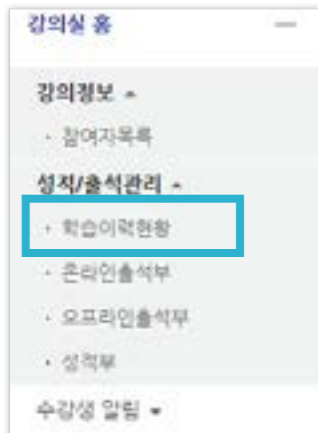 강의실 홈
강의정보
· 참여자목록
성적/출석관리
· 학습이력현황
· 온라인출석부
· 오프라인출석부
· 성적부
수강생 알림